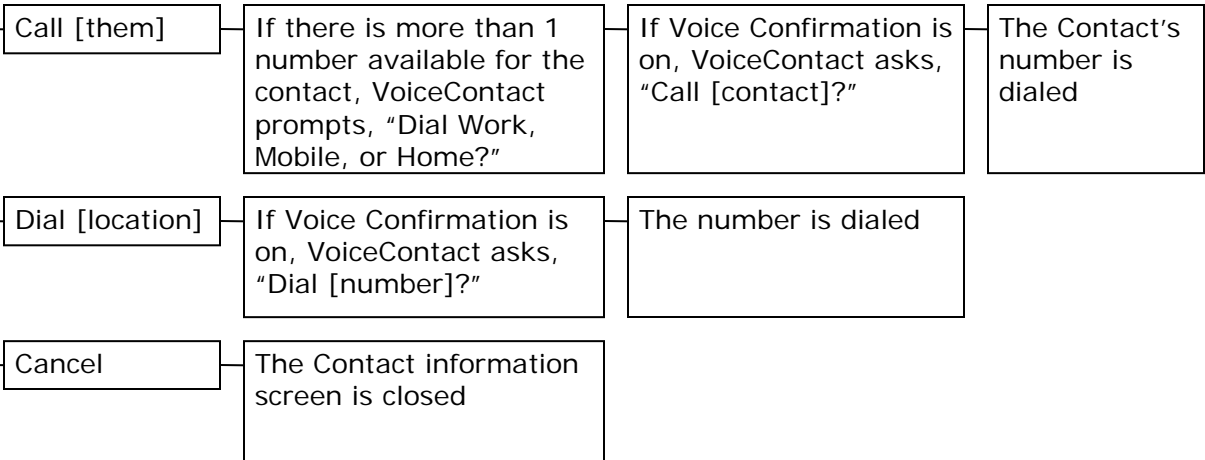 Call [them]
If there is more than 1
number available for the
contact, VoiceContact
prompts, “Dial Work,
Mobile, or Home?”
If Voice Confirmation is
on, VoiceContact asks,
“Call [contact]?”
The Contact’s
number is
dialed
Dial [location]
If Voice Confirmation is
on, VoiceContact asks,
“Dial [number]?”
The number is dialed
Cancel
The Contact information
screen is closed